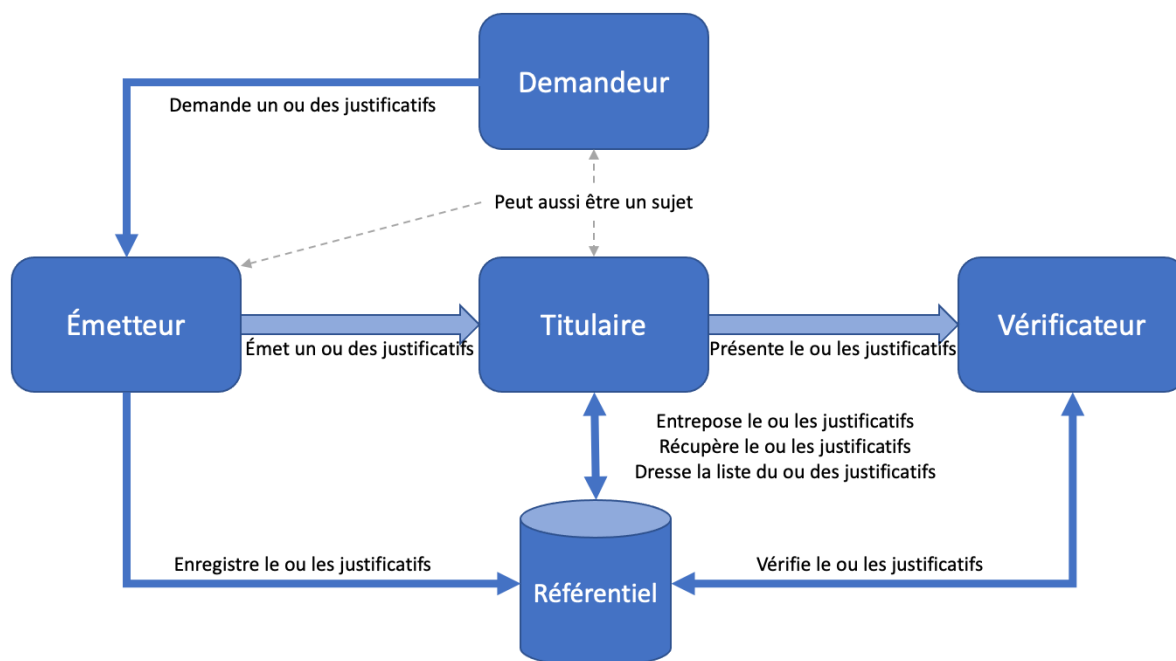 Demandeur
Demande un ou des justificatifs
Peut aussi être un sujet
Émetteur
Titulaire
Vérificateur
Émet un ou des justificatifs
Présente le ou les justificatifs
Entrepose le ou les justificatifs
Récupère le ou les justificatifs
Dresse la liste du ou des justificatifs
Enregistre le ou les justificatifs
Vérifie le ou les justificatifs
Référentiel